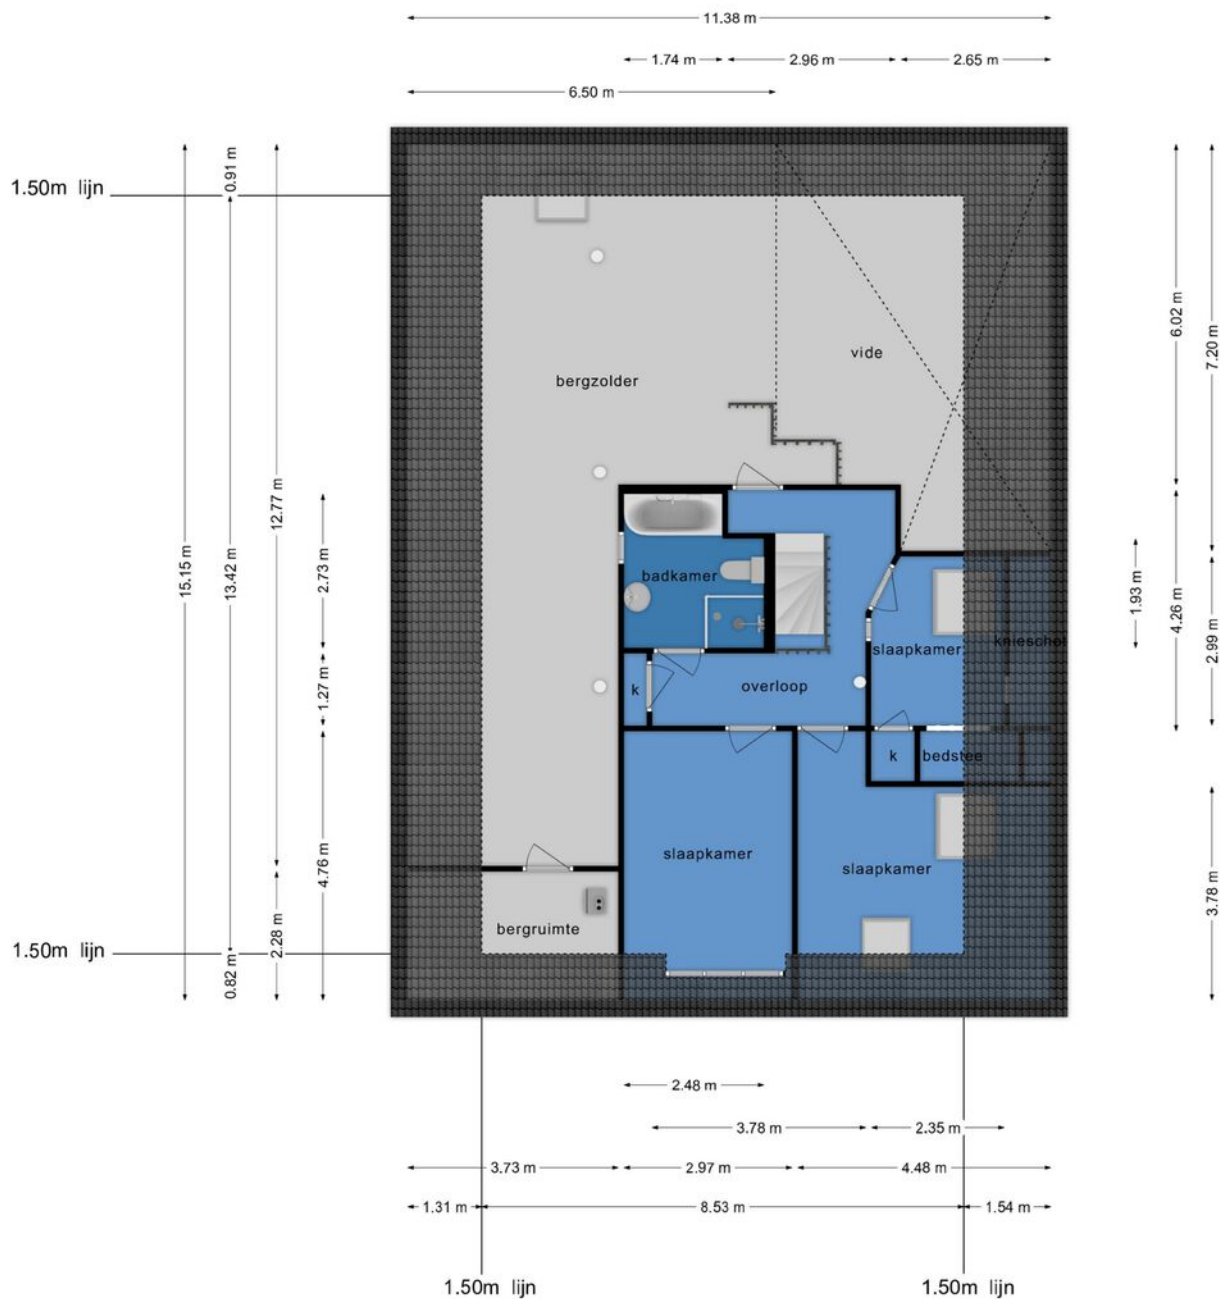 11.38 m
1.74 m
2.96 m
2.65 m
6.50 m
1.50m lijn
0.91 m
15.15 m
13.42 m
12.77 m
2.73 m
1.27 m
4.76 m
2.28 m
0.82 m
1.50m lijn
6.02 m
7.20 m
1.93 m
4.26 m
2.99 m
3.78 m
vide
bergzolder
badkamer
slaapkamer
knieschot
k
overloop
k
bedstee
slaapkamer
slaapkamer
bergruimte
2.48 m
3.78 m
2.35 m
3.73 m
2.97 m
4.48 m
1.31 m
8.53 m
1.54 m
1.50m lijn
1.50m lijn